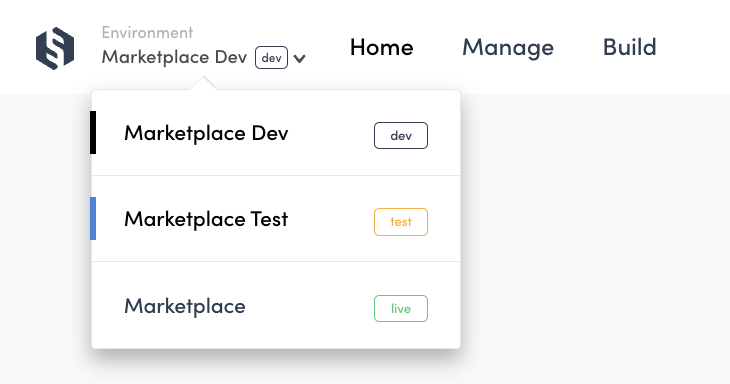 Environment
Marketplace Dev dev
Home Manage Build
Marketplace Dev dev
Marketplace Test test
Marketplace live